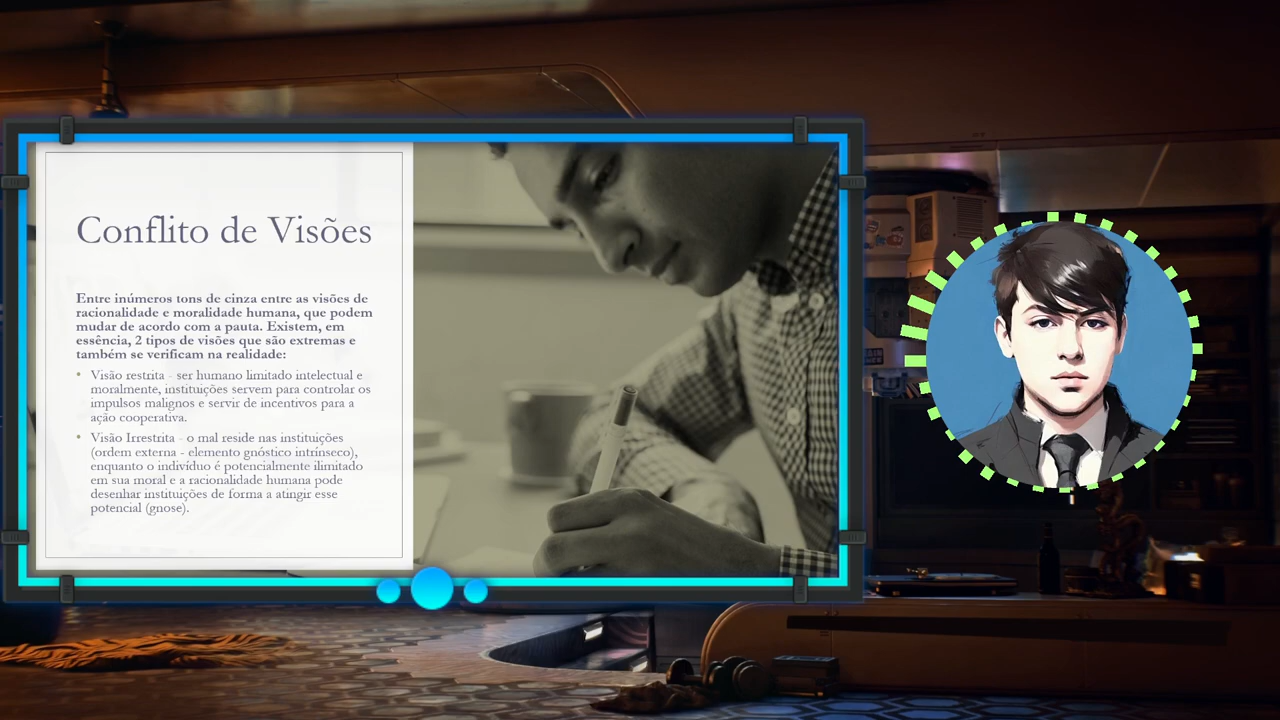 Conflito de Visões
Entre inúmeros tons de cinza entre as visões de
racionalidade e moralidade humana, que podem
mudar de acordo com a pauta. Existem, em
essência, 2 tipos de visões que são extremas e
também se verificam na realidade:
• Visão restrita - ser humano limitado intelectual e
moralmente, instituições servem para controlar os
impulsos malignos e servir de incentivos para a
ação cooperativa.
• Visão Irrestrita - o mal reside nas instituições
(ordem externa - elemento gnóstico intrínseco),
enquanto o indivíduo é potencialmente ilimitado
em sua moral e a racionalidade humana pode
desenhar instituições de forma a atingir esse
potencial (gnose).